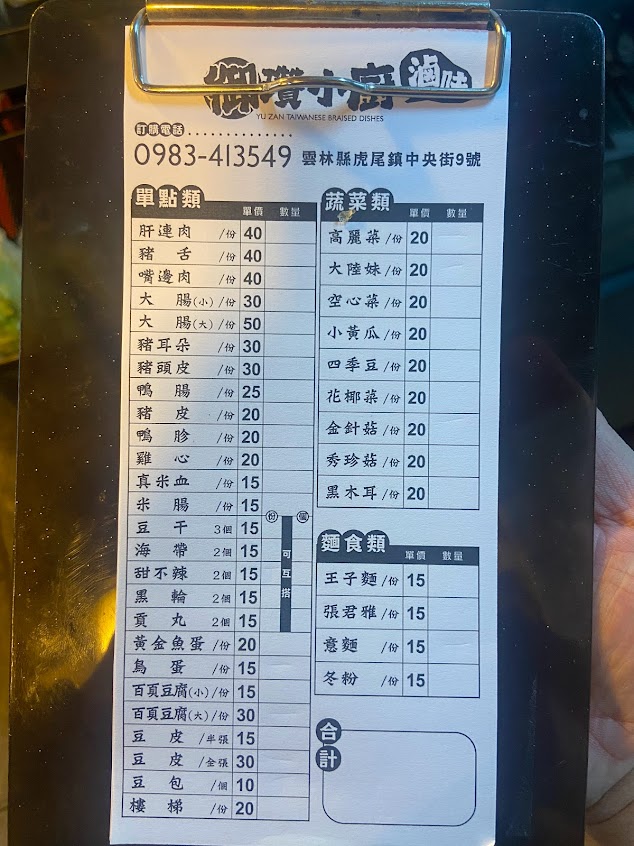 御瓚小廚 滷味
YU ZAN TAIWANESE BRAISED DISHES
訂購電話..............
0983-413549 雲林縣虎尾鎮中央街9號
單點類 單價 數量
肝連肉 /份 40
豬舌 /份 40
嘴邊肉 /份 40
大腸(小)/份 30
大腸(大)/份 50
豬耳朵 /份 30
豬頭皮 /份 30
鴨腸 /份 25
豬皮 /份 20
鴨胗 /份 20
雞心 /份 20
真米血 /份 15
米腸 /份 15
豆干 3個 15 份 個
海帶 2個 15 可
甜不辣 2個 15 互
黑輪 2個 15 搭
貢丸 2個 15
黃金魚蛋 /份 20
鳥蛋 /份 15
百頁豆腐(小)/份 15
百頁豆腐(大)/份 30
豆皮 /半張 15
豆皮 /全張 30
豆包 /個 10
樓梯 /份 20
蔬菜類 單價 數量
高麗菜/份 20
大陸妹/份 20
空心菜/份 20
小黃瓜/份 20
四季豆/份 20
花椰菜/份 20
金針菇/份 20
秀珍菇/份 20
黑木耳/份 20
麵食類 單價 數量
王子麵/份 15
張君雅/份 15
意麵 /份 15
冬粉 /份 15
合計